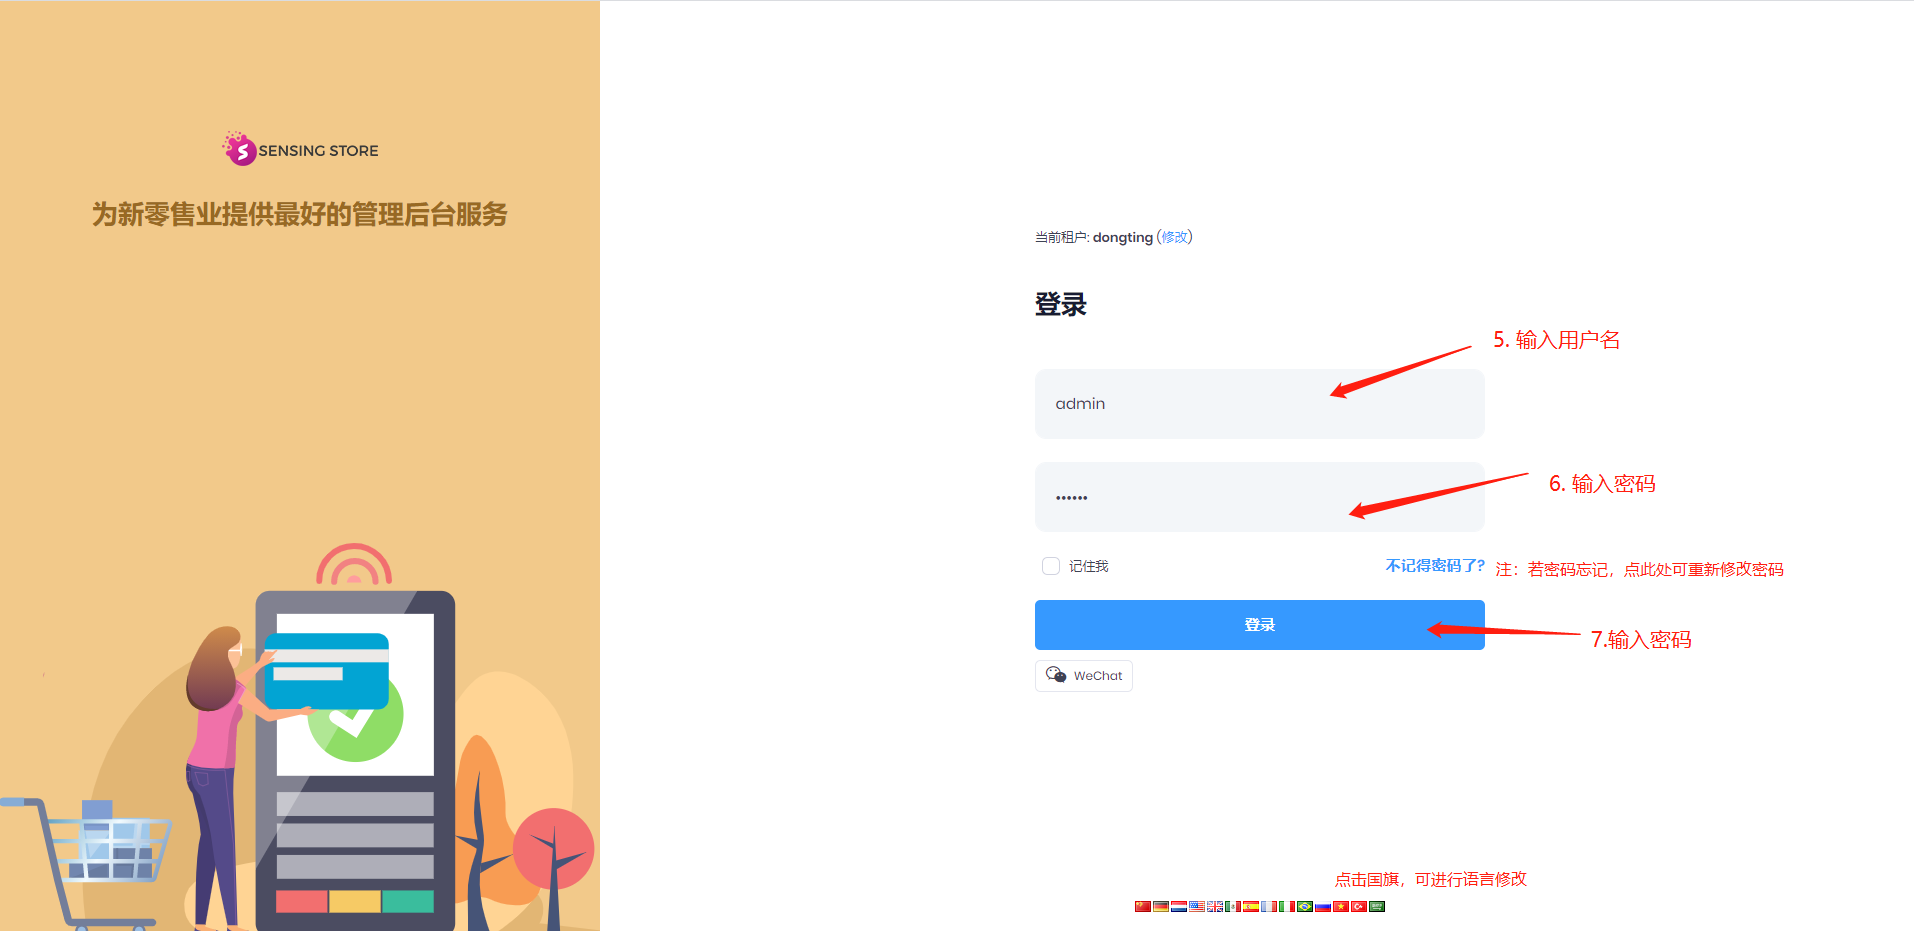 SENSING STORE
为新零售业提供最好的管理后台服务
当前租户: dongting (修改)
登录
5. 输入用户名
admin
6. 输入密码
••••••
记住我
不记得密码了?
注：若密码忘记，点此处可重新修改密码
登录
7.输入密码
WeChat
点击国旗，可进行语言修改